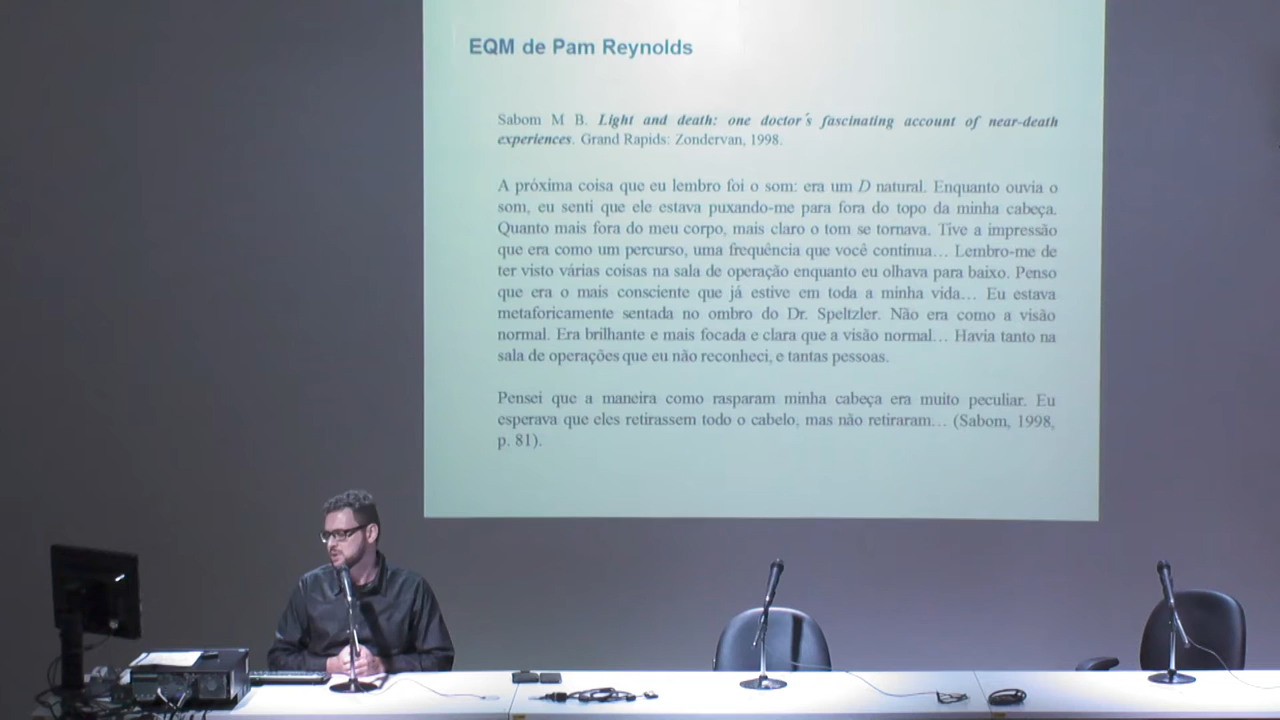 EQM de Pam Reynolds
Sabom M B. Light and death: one doctor´s fascinating account of near-death
experiences. Grand Rapids: Zondervan, 1998.
A próxima coisa que eu lembro foi o som: era um D natural. Enquanto ouvia o
som, eu senti que ele estava puxando-me para fora do topo da minha cabeça.
Quanto mais fora do meu corpo, mais claro o tom se tornava. Tive a impressão
que era como um percurso, uma frequência que você continua… Lembro-me de
ter visto várias coisas na sala de operação enquanto eu olhava para baixo. Penso
que era o mais consciente que já estive em toda a minha vida… Eu estava
metaforicamente sentada no ombro do Dr. Speltzler. Não era como a visão
normal. Era brilhante e mais focada e clara que a visão normal… Havia tanto na
sala de operações que eu não reconheci, e tantas pessoas.
Pensei que a maneira como rasparam minha cabeça era muito peculiar. Eu
esperava que eles retirassem todo o cabelo, mas não retiraram… (Sabom, 1998,
p. 81).